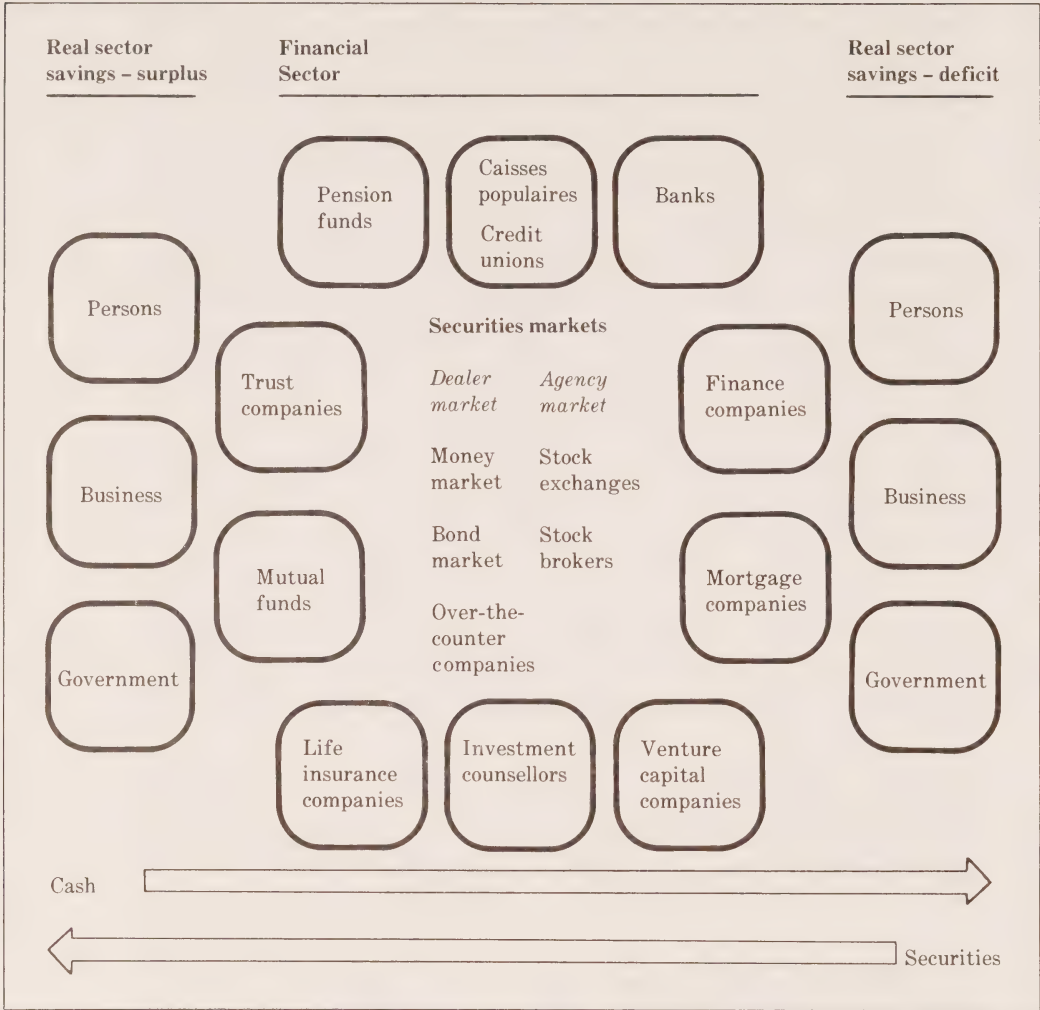 Real sector
savings – surplus
Financial
Sector
Real sector
savings – deficit
Pension
funds
Caisses
populaires
Credit
unions
Banks
Persons
Business
Government
Trust
companies
Mutual
funds
Securities markets
Dealer
market
Agency
market
Money
market
Stock
exchanges
Bond
market
Stock
brokers
Over-the-
counter
companies
Finance
companies
Mortgage
companies
Persons
Business
Government
Life
insurance
companies
Investment
counsellors
Venture
capital
companies
Cash
Securities